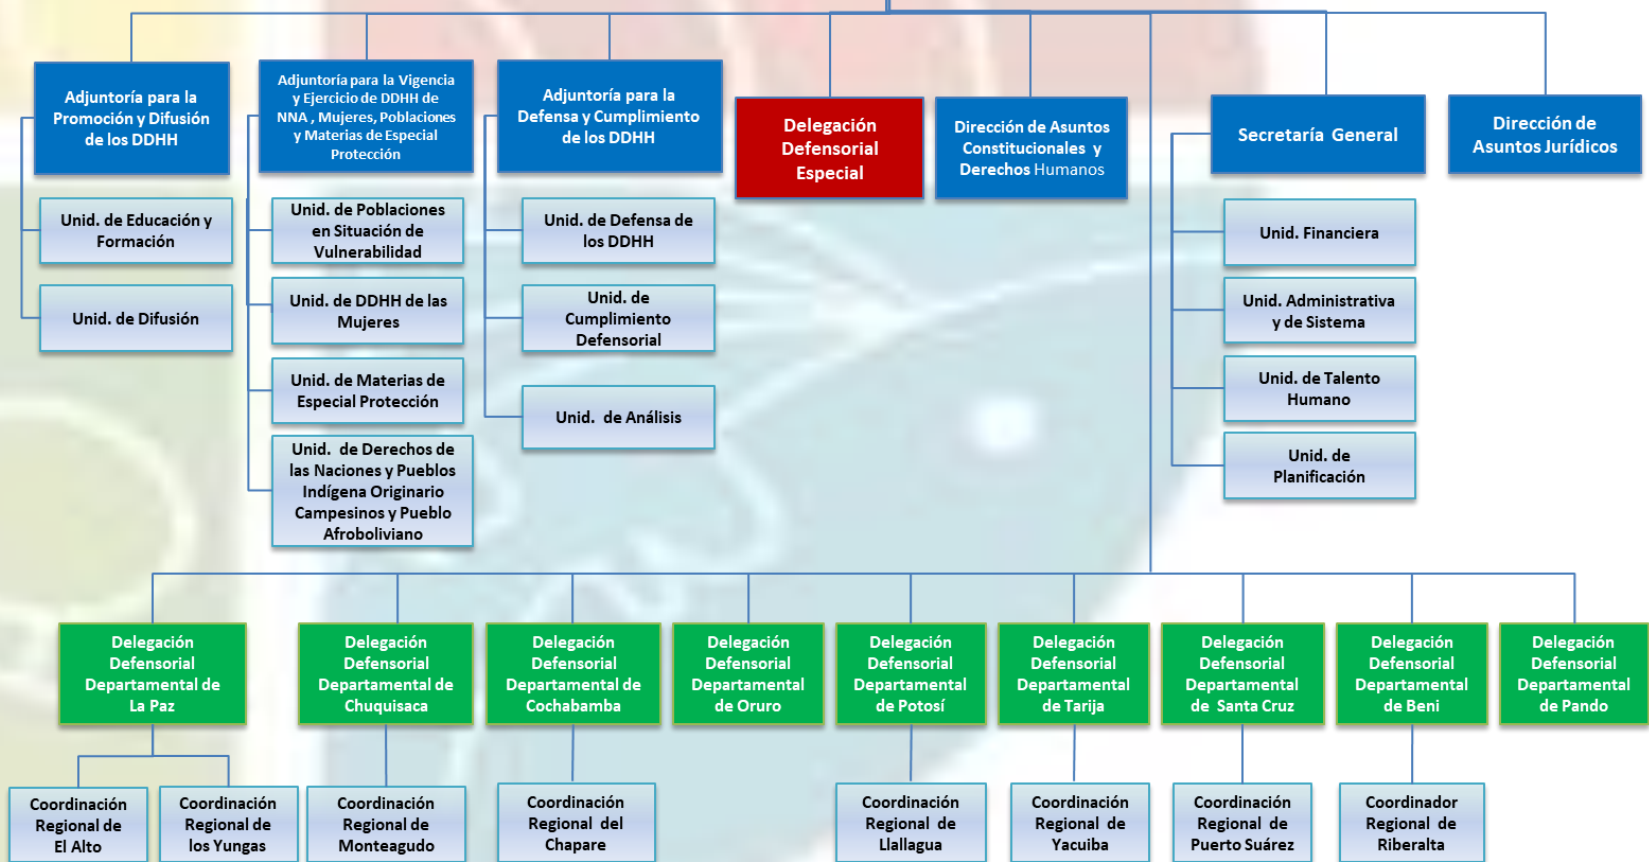 Adjuntoría para la
Promoción y Difusión
de los DDHH
Adjuntoría para la Vigencia
y Ejercicio de DDHH de
NNA , Mujeres, Poblaciones
y Materias de Especial
Protección
Adjuntoría para la
Defensa y Cumplimiento
de los DDHH
Delegación
Defensorial
Especial
Dirección de Asuntos
Constitucionales y
Derechos Humanos
Secretaría General
Dirección de
Asuntos Jurídicos
Unid. de Educación y
Formación
Unid. de Difusión
Unid. de Poblaciones
en Situación de
Vulnerabilidad
Unid. de DDHH de las
Mujeres
Unid. de Materias de
Especial Protección
Unid. de Derechos de
las Naciones y Pueblos
Indígena Originario
Campesinos y Pueblo
Afroboliviano
Unid. de Defensa de
los DDHH
Unid. de
Cumplimiento
Defensorial
Unid. de Análisis
Unid. Financiera
Unid. Administrativa
y de Sistema
Unid. de Talento
Humano
Unid. de
Planificación
Delegación
Defensorial
Departamental de
La Paz
Delegación
Defensorial
Departamental de
Chuquisaca
Delegación
Defensorial
Departamental de
Cochabamba
Delegación
Defensorial
Departamental
de Oruro
Delegación
Defensorial
Departamental
de Potosí
Delegación
Defensorial
Departamental
de Tarija
Delegación
Defensorial
Departamental
de Santa Cruz
Delegación
Defensorial
Departamental
de Beni
Delegación
Defensorial
Departamental
de Pando
Coordinación
Regional de
El Alto
Coordinación
Regional de
los Yungas
Coordinación
Regional de
Monteagudo
Coordinación
Regional del
Chapare
Coordinación
Regional de
Llallagua
Coordinación
Regional de
Yacuiba
Coordinación
Regional de
Puerto Suárez
Coordinador
Regional de
Riberalta